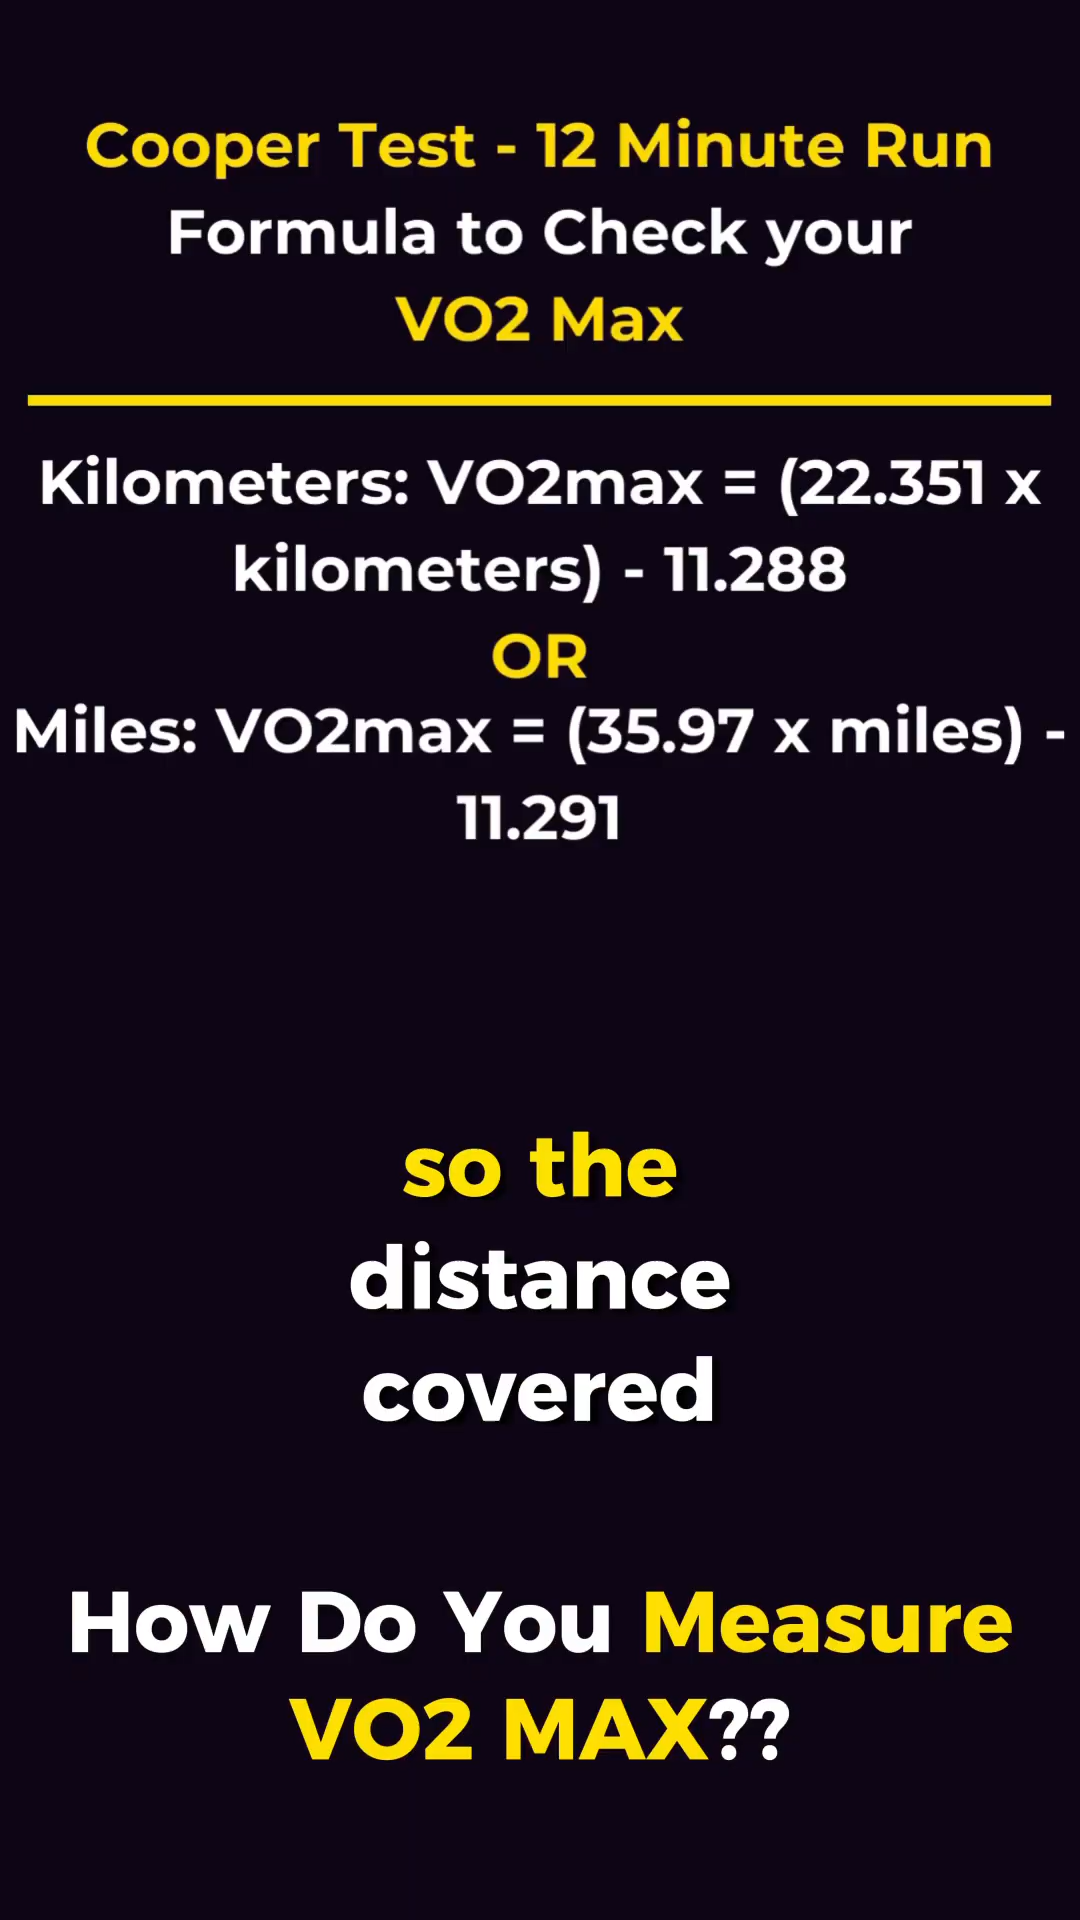 Cooper Test - 12 Minute Run
Formula to Check your
VO2 Max
Kilometers: VO2max = (22.351 x
kilometers) - 11.288
OR
Miles: VO2max = (35.97 x miles) -
11.291
so the
distance
covered
How Do You Measure
VO2 MAX??